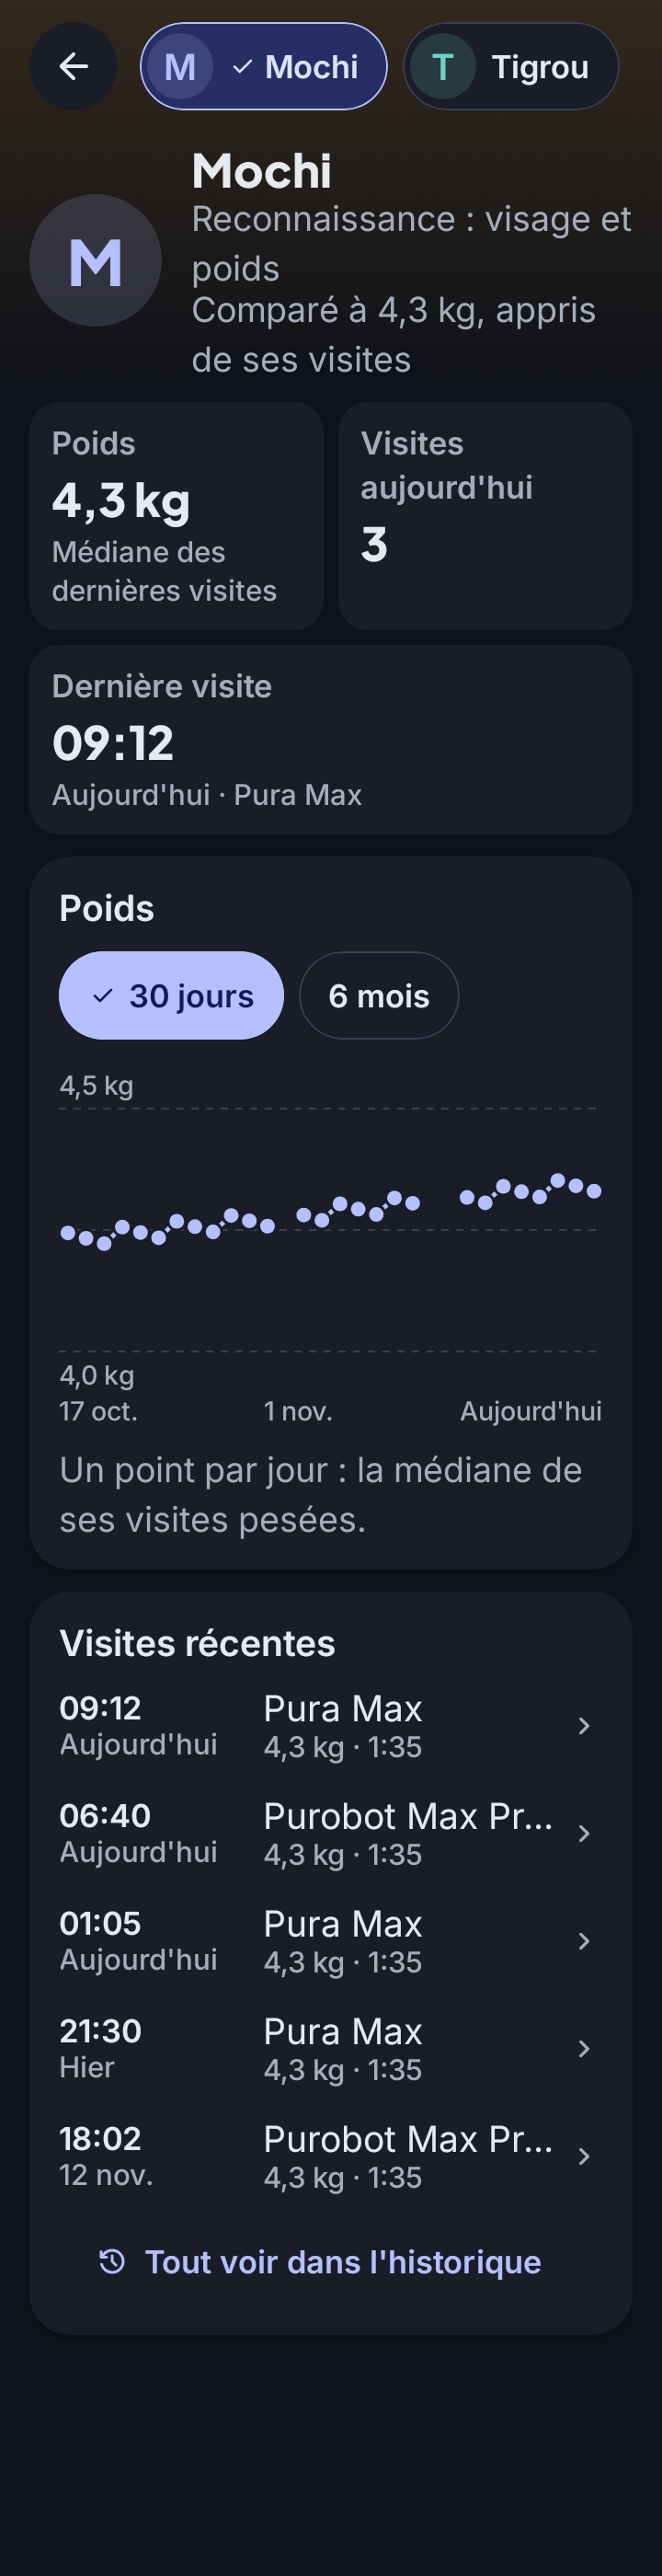 M
Mochi
T
Tigrou
Mochi
M
Reconnaissance : visage et
poids
Comparé à 4,3 kg, appris
de ses visites
Poids
4,3 kg
Médiane des
dernières visites
Visites
aujourd'hui
3
Dernière visite
09:12
Aujourd'hui · Pura Max
Poids
30 jours
6 mois
4,5 kg
4,0 kg
17 oct.
1 nov.
Aujourd'hui
Un point par jour : la médiane de
ses visites pesées.
Visites récentes
09:12
Aujourd'hui
Pura Max
4,3 kg · 1:35
06:40
Aujourd'hui
Purobot Max Pr...
4,3 kg · 1:35
01:05
Aujourd'hui
Pura Max
4,3 kg · 1:35
21:30
Hier
Pura Max
4,3 kg · 1:35
18:02
12 nov.
Purobot Max Pr...
4,3 kg · 1:35
Tout voir dans l'historique